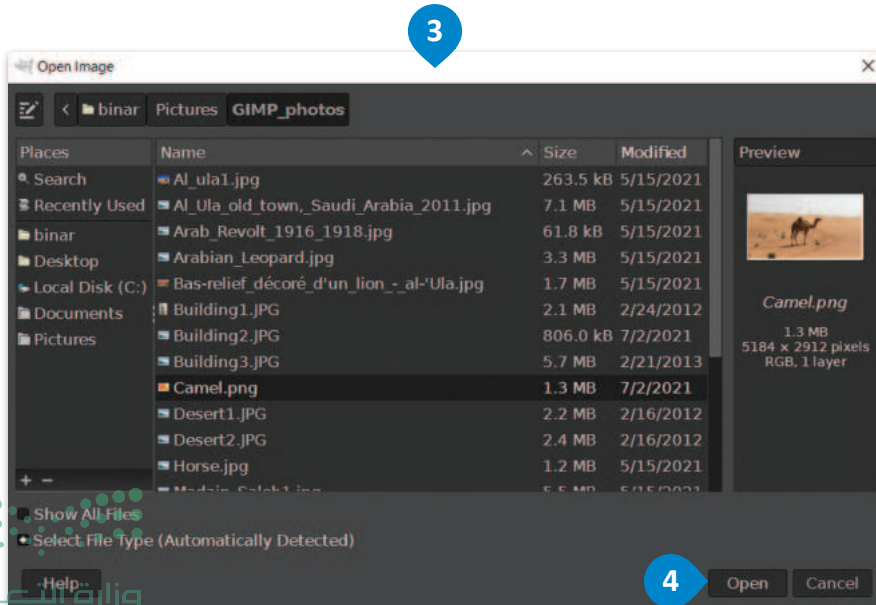 3
Open Image
binar Pictures GIMP_photos
Places Name Size Modified Preview
Search Al_ula1.jpg 263.5 kB 5/15/2021
Recently Used Al_Ula_old_town,_Saudi_Arabia_2011.jpg 7.1 MB 5/15/2021
binar Arab_Revolt_1916_1918.jpg 61.8 kB 5/15/2021
Desktop Arabian_Leopard.jpg 3.3 MB 5/15/2021
Local Disk (C:) Bas-relief_décoré_d'un_lion_-_al-'Ula.jpg 1.7 MB 5/15/2021
Documents Building1.JPG 2.1 MB 2/24/2012
Pictures Building2.JPG 806.0 kB 7/2/2021
Building3.JPG 5.7 MB 2/21/2013
Camel.png 1.3 MB 7/2/2021
Desert1.JPG 2.2 MB 2/16/2012
Desert2.JPG 2.4 MB 2/16/2012
Horse.jpg 1.2 MB 5/15/2021
Camel.png
1.3 MB
5184 x 2912 pixels
RGB, 1 layer
Show All Files
Select File Type (Automatically Detected)
Help 4 Open Cancel